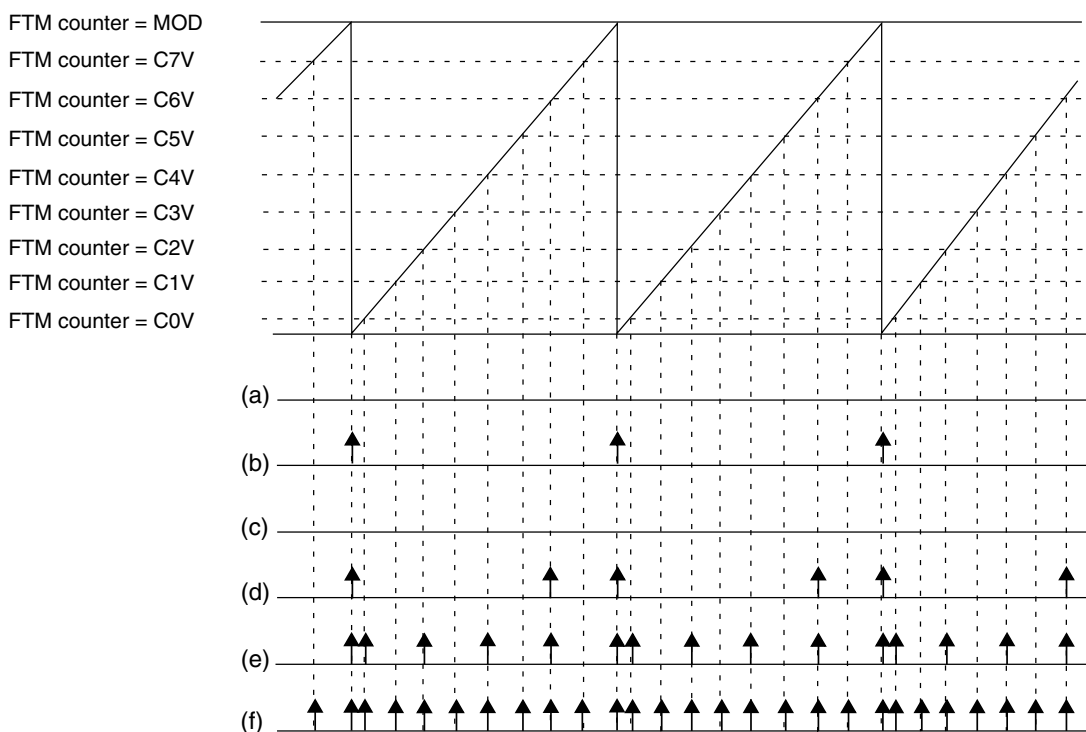 FTM counter = MOD
FTM counter = C7V
FTM counter = C6V
FTM counter = C5V
FTM counter = C4V
FTM counter = C3V
FTM counter = C2V
FTM counter = C1V
FTM counter = C0V
(a)
(b)
(c)
(d)
(e)
(f)